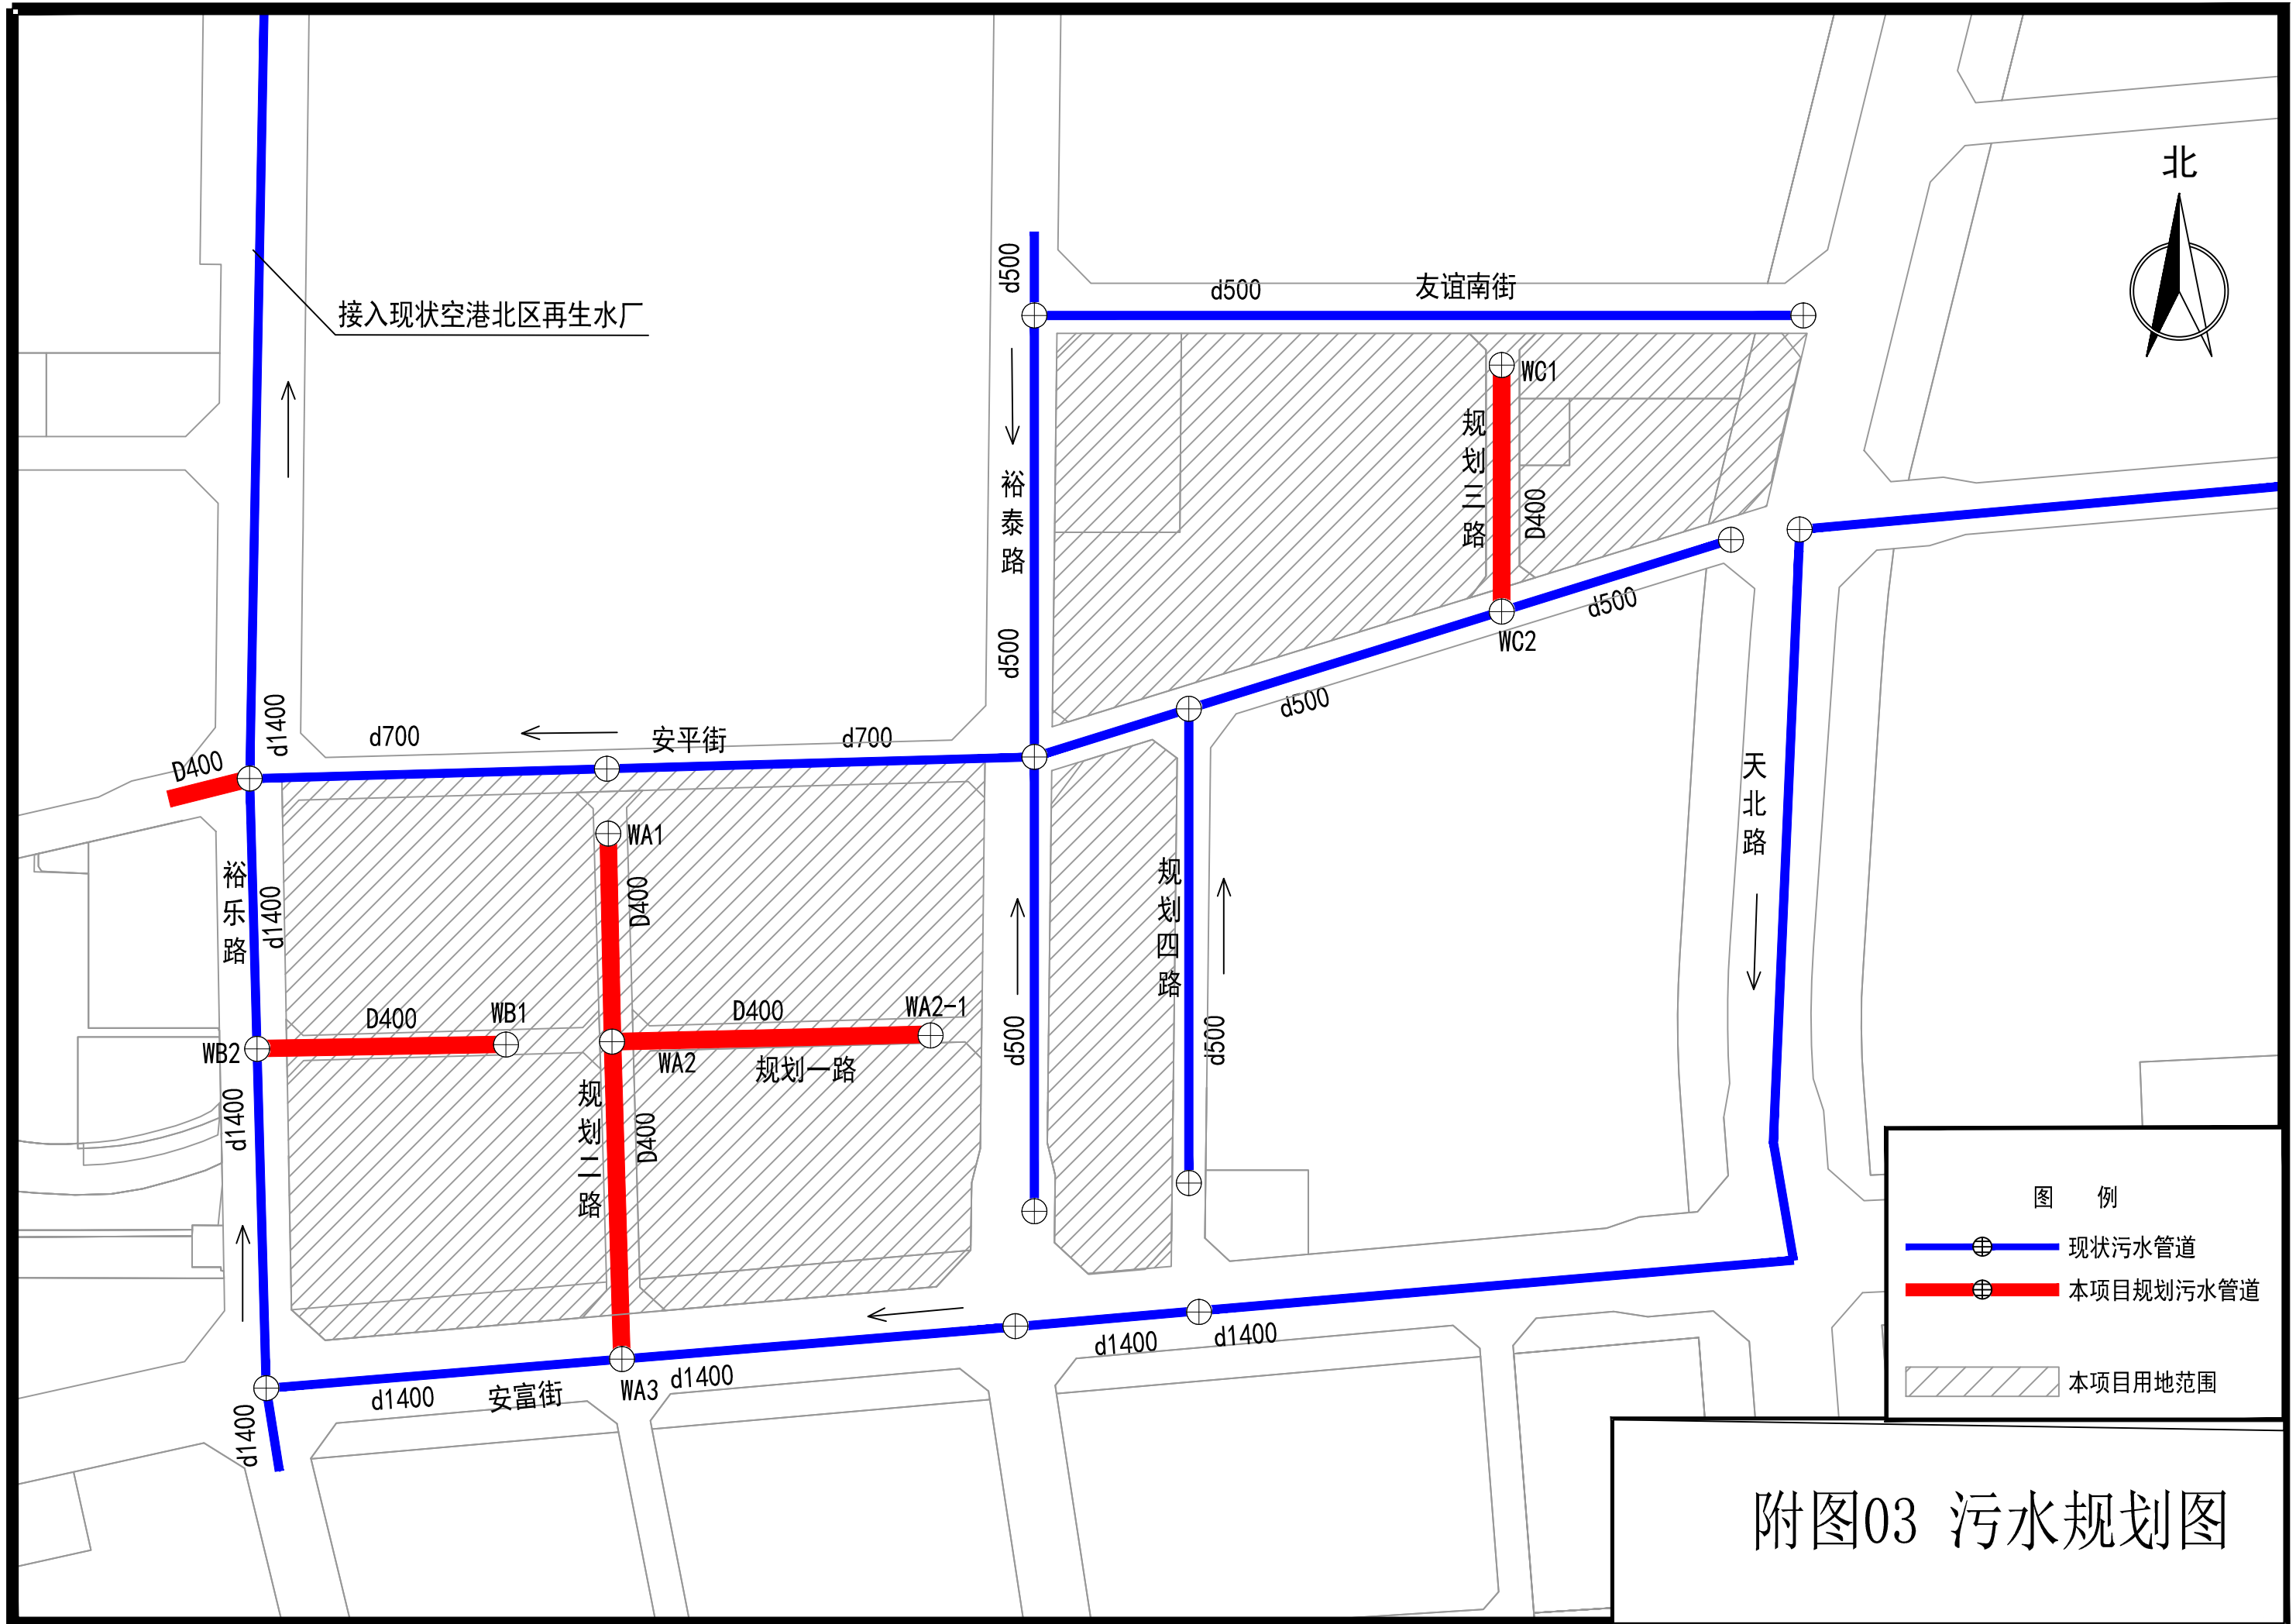 北
d500
d500
友谊南街
接入现状空港北区再生水厂
WC1
规划三路
D400
裕泰路
d500
d500
WC2
d1400
d700
安平街
d700
d500
D400
天北路
WA1
裕乐路
d1400
D400
规划四路
D400
WB1
D400
WA2-1
WB2
WA2
规划一路
d500
d500
规划二路
D400
d1400
图 例
现状污水管道
本项目规划污水管道
本项目用地范围
d1400
d1400
d1400
安富街
WA3
d1400
d1400
附图03 污水规划图